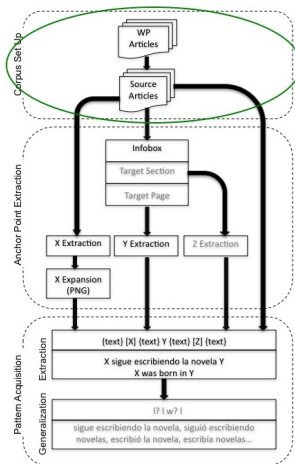 Corpus Set Up
WP
Articles
Source
Articles
Anchor Point Extraction
Infobox
Target Section
Target Page
X Extraction
Y Extraction
Z Extraction
X Expansion
(PNG)
Pattern Acquisition
Extraction
{text} [X] {text} Y {text} [Z] {text}
X sigue escribiendo la novela Y
X was born in Y
Generalization
l? l w? l
sigue escribiendo la novela, siguió escribiendo
novelas, escribió la novela, escribía novelas...